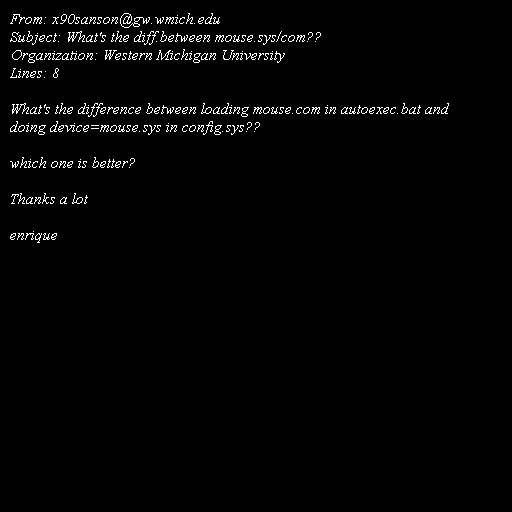 From: x90sanson@gw.wmich.edu
Subject: What's the diff.between mouse.sys/com??
Organization: Western Michigan University
Lines: 8
What's the difference between loading mouse.com in autoexec.bat and
doing device=mouse.sys in config.sys??
which one is better?
Thanks a lot
enrique